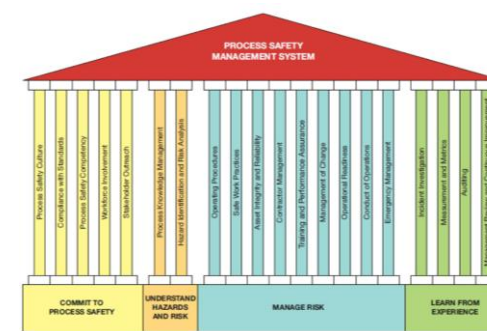 PROCESS SAFETY
MANAGEMENT SYSTEM
Process Safety Culture
Compliance with Standards
Process Safety Competency
Workforce Involvement
Stakeholder Outreach
Process Knowledge Management
Hazard Identification and Risk Analysis
Operating Procedures
Safe Work Practices
Asset Integrity and Reliability
Contractor Management
Training and Performance Assurance
Management of Change
Operational Readiness
Conduct of Operations
Emergency Management
Incident Investigation
Measurement and Metrics
Auditing
COMMIT TO
PROCESS SAFETY
UNDERSTAND
HAZARDS
AND RISK
MANAGE RISK
LEARN FROM
EXPERIENCE